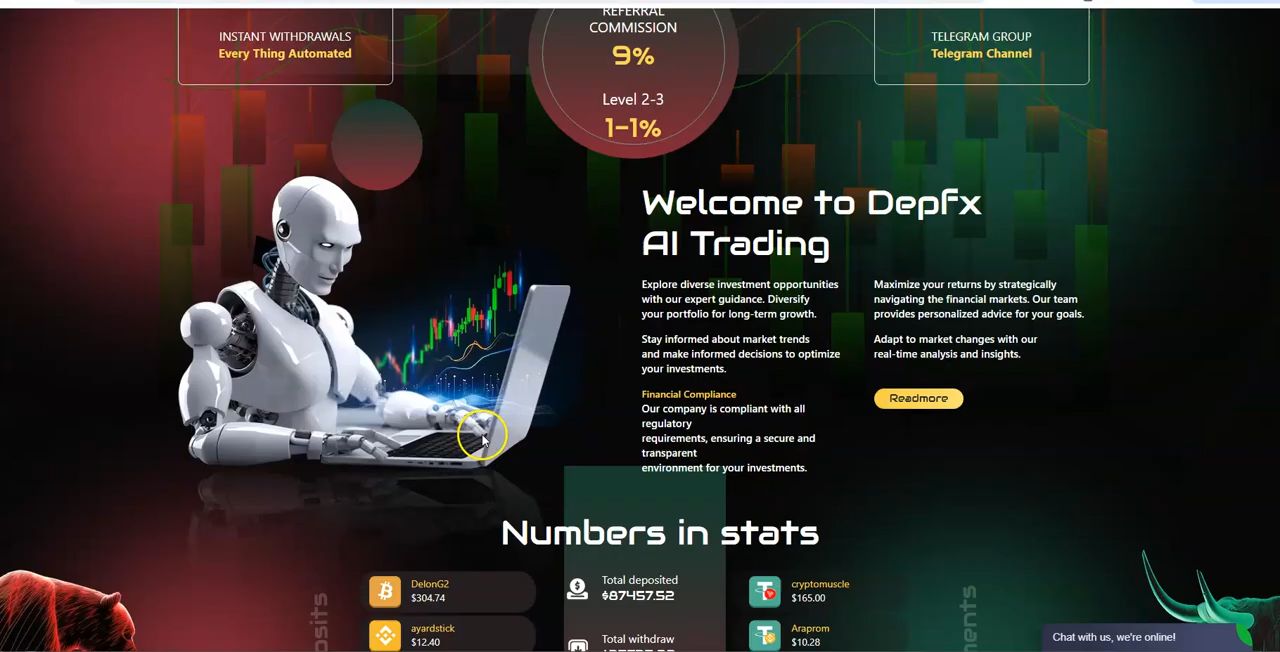 INSTANT WITHDRAWALS
Every Thing Automated
REFERRAL
COMMISSION
9%
Level 2-3
1-1%
TELEGRAM GROUP
Telegram Channel
Welcome to Depfx
AI Trading
Explore diverse investment opportunities
with our expert guidance. Diversify
your portfolio for long-term growth.
Stay informed about market trends
and make informed decisions to optimize
your investments.
Financial Compliance
Our company is compliant with all
regulatory
requirements, ensuring a secure and
transparent
environment for your investments.
Maximize your returns by strategically
navigating the financial markets. Our team
provides personalized advice for your goals.
Adapt to market changes with our
real-time analysis and insights.
Readmore
Numbers in stats
DelonG2
$304.74
ayardstick
$12.40
Total deposited
$87457.52
Total withdraw
cryptomuscle
$165.00
Araprom
$10.28
Chat with us, we're online!